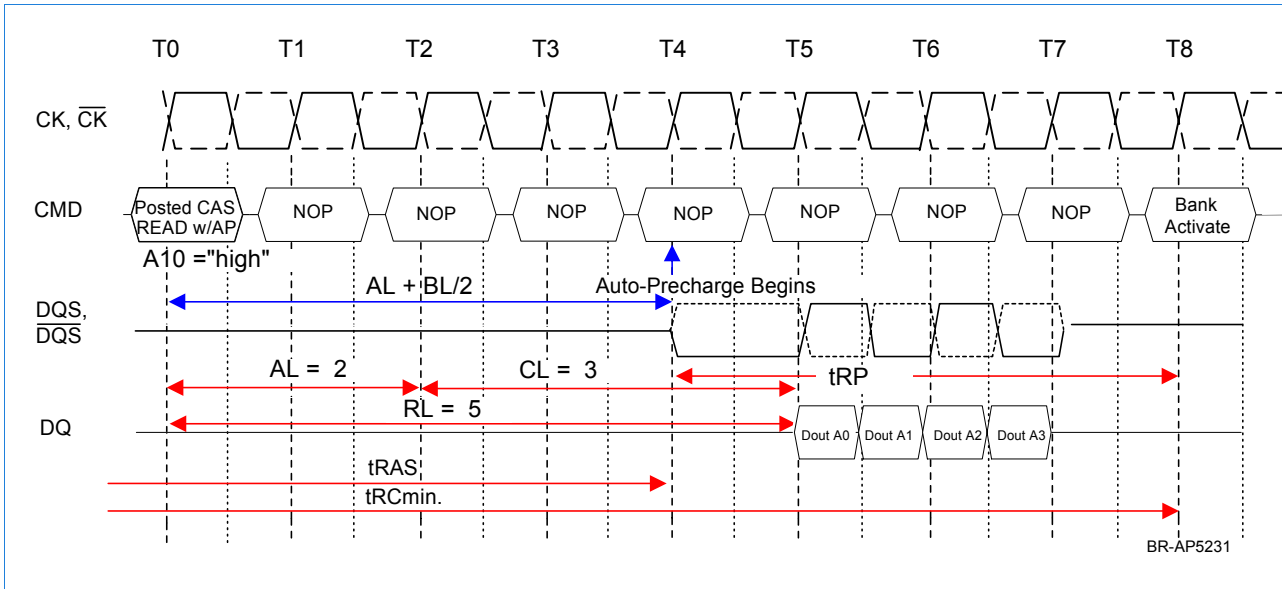 T0 T1 T2 T3 T4 T5 T6 T7 T8
CK, CK
CMD
Posted CAS
READ w/AP
NOP NOP NOP NOP NOP NOP NOP
Bank
Activate
A10 ="high"
AL + BL/2
Auto-Precharge Begins
DQS,
DQS
AL = 2
CL = 3
tRP
RL = 5
DQ
Dout A0 Dout A1 Dout A2 Dout A3
tRAS
tRCmin.
BR-AP5231